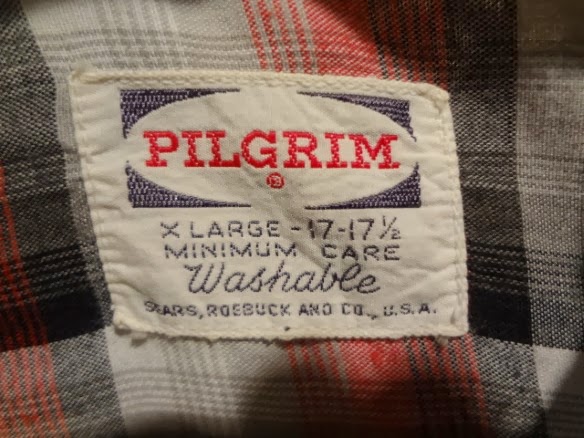 PILGRIM
®
X LARGE - 17-17½
MINIMUM CARE
Washable
SEARS, ROEBUCK AND CO., U.S.A.